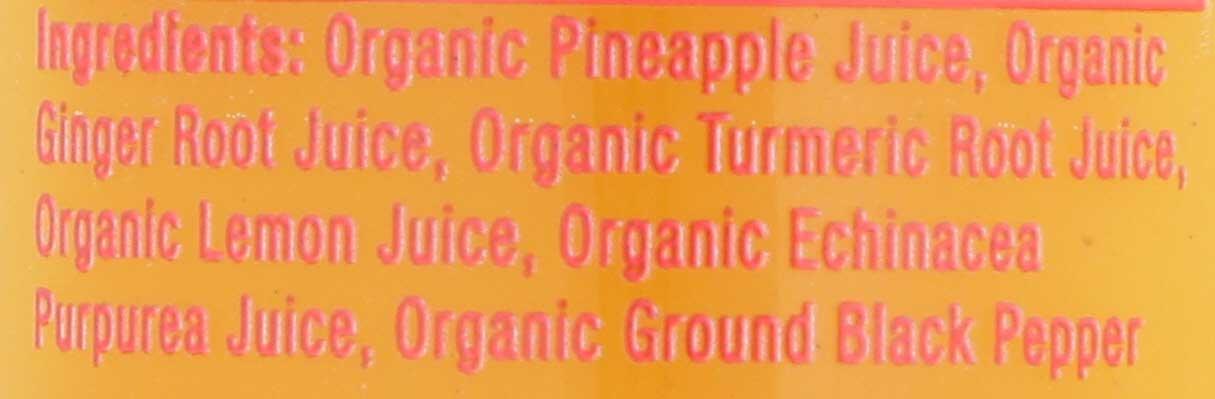 Ingredients: Organic Pineapple Juice, Organic
Ginger Root Juice, Organic Turmeric Root Juice,
Organic Lemon Juice, Organic Echinacea
Purpurea Juice, Organic Ground Black Pepper